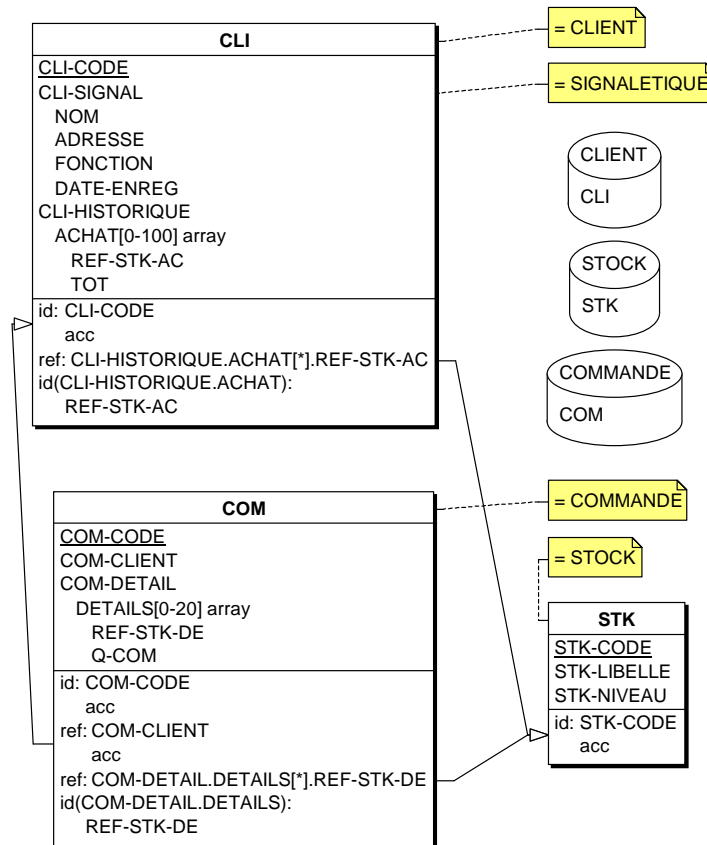 CLI
CLI-CODE
CLI-SIGNAL
NOM
ADRESSE
FONCTION
DATE-ENREG
CLI-HISTORIQUE
ACHAT[0-100] array
REF-STK-AC
TOT
id: CLI-CODE
acc
ref: CLI-HISTORIQUE.ACHAT[*].REF-STK-AC
id(CLI-HISTORIQUE.ACHAT):
REF-STK-AC
= CLIENT
= SIGNALETIQUE
CLIENT
CLI
STOCK
STK
COMMANDE
COM
COM
COM-CODE
COM-CLIENT
COM-DETAIL
DETAILS[0-20] array
REF-STK-DE
Q-COM
id: COM-CODE
acc
ref: COM-CLIENT
acc
ref: COM-DETAIL.DETAILS[*].REF-STK-DE
id(COM-DETAIL.DETAILS):
REF-STK-DE
= COMMANDE
= STOCK
STK
STK-CODE
STK-LIBELLE
STK-NIVEAU
id: STK-CODE
acc